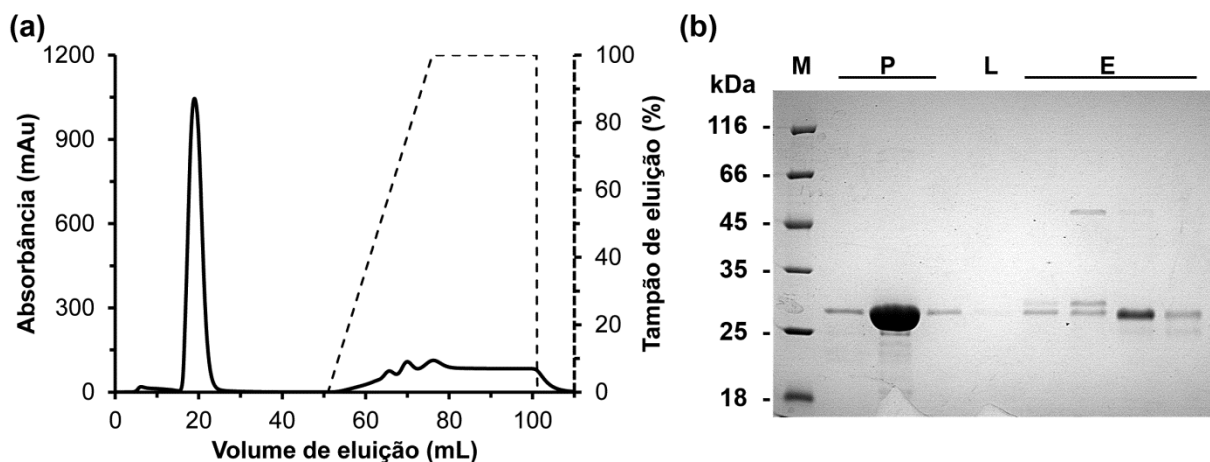 (a)
1200
900
600
300
0
Absorbância (mAu)
0 20 40 60 80 100
Volume de eluição (mL)
100
80
60
40
20
0
Tampão de eluição (%)
(b)
M P L E
kDa
116 -
66 -
45 -
35 -
25 -
18 -